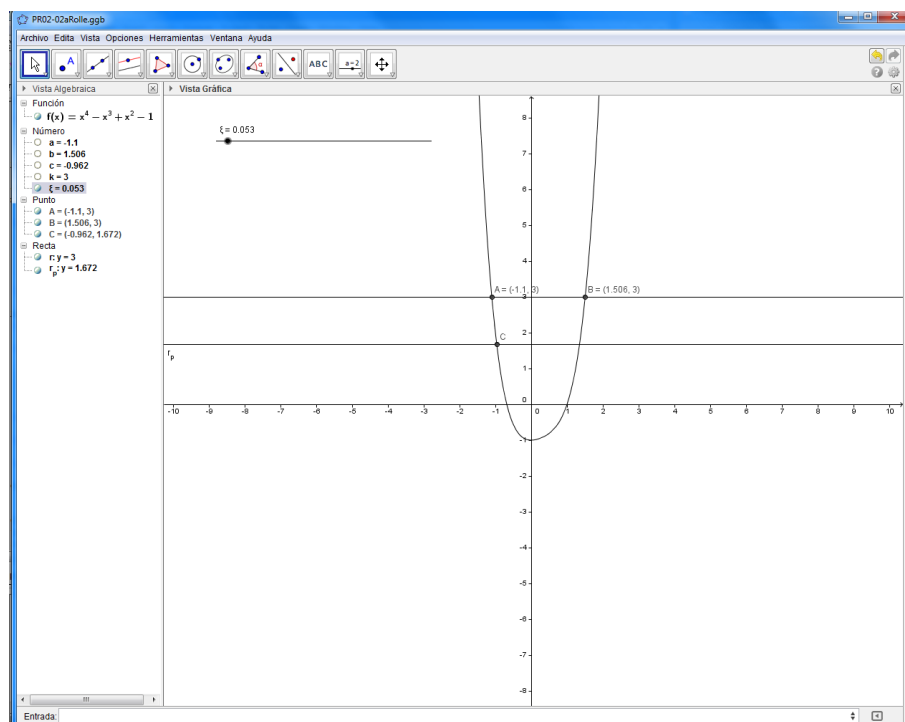 PR02-02aRolle.ggb
Archivo Edita Vista Opciones Herramientas Ventana Ayuda
A
α
ABC
a=2
Vista Algebraica
Vista Gráfica
Función
f(x) = x⁴ − x³ + x² − 1
Número
a = -1.1
b = 1.506
c = -0.962
k = 3
ξ = 0.053
Punto
A = (-1.1, 3)
B = (1.506, 3)
C = (-0.962, 1.672)
Recta
r: y = 3
rₚ: y = 1.672
ξ = 0.053
8
7
6
5
4
A = (-1.1, 3)
3
B = (1.506, 3)
2
C
rₚ
1
0
-10 -9 -8 -7 -6 -5 -4 -3 -2 -1 0 1 2 3 4 5 6 7 8 9 10
-1
-2
-3
-4
-5
-6
-7
-8
Entrada: